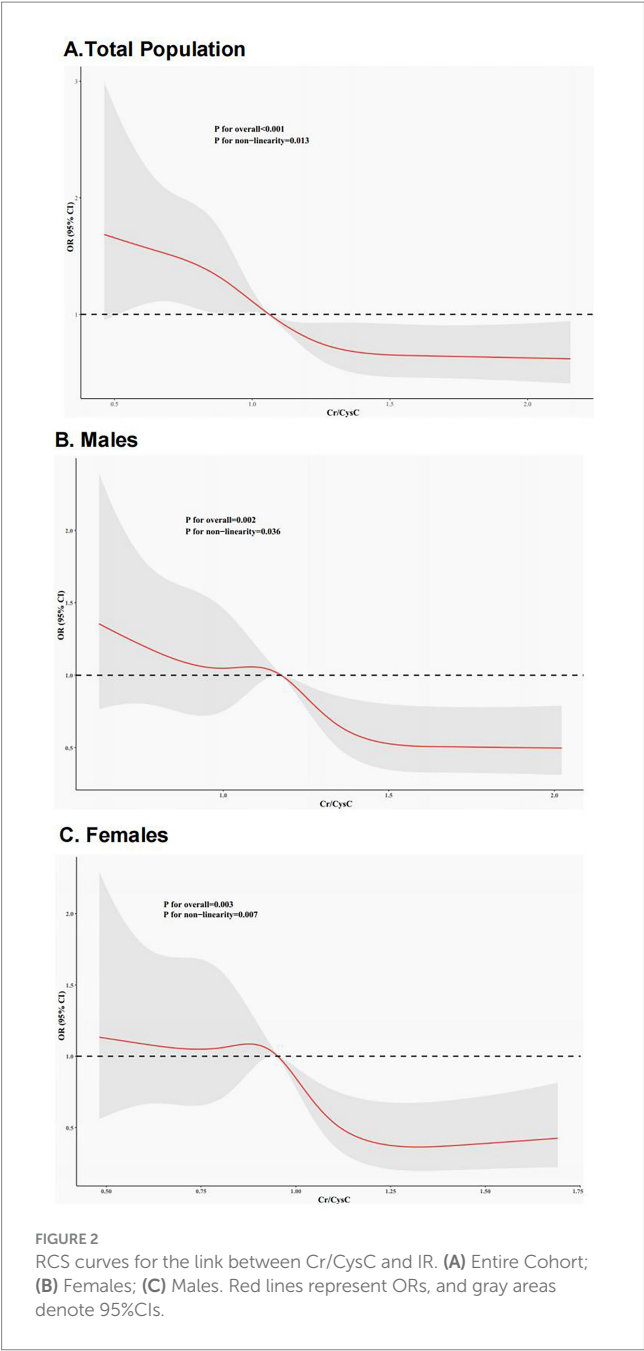 A.Total Population
3
2
1
OR (95% CI)
P for overall<0.001
P for non−linearity=0.013
0.5 1.0 1.5 2.0
Cr/CysC
B. Males
2.0
1.5
1.0
0.5
OR (95% CI)
P for overall=0.002
P for non−linearity=0.036
1.0 1.5 2.0
Cr/CysC
C. Females
2.0
1.5
1.0
0.5
OR (95% CI)
P for overall=0.003
P for non−linearity=0.007
0.50 0.75 1.00 1.25 1.50 1.75
Cr/CysC
FIGURE 2
RCS curves for the link between Cr/CysC and IR. (A) Entire Cohort;
(B) Females; (C) Males. Red lines represent ORs, and gray areas
denote 95%CIs.